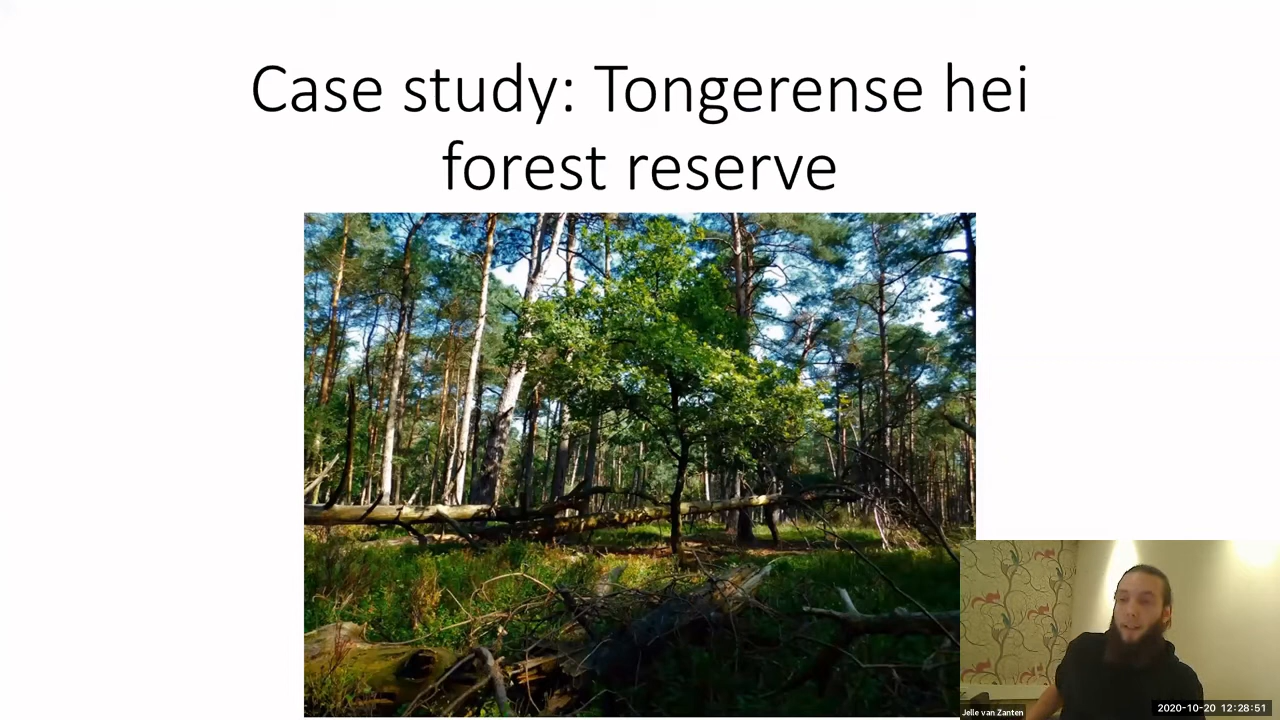 Case study: Tongerense hei
forest reserve
Jelle van Zanten
2020-10-20 12:28:51